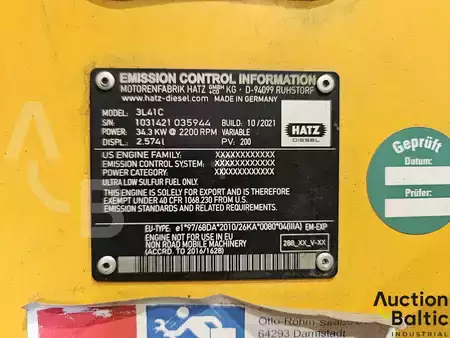 EMISSION CONTROL INFORMATION
MOTORENFABRIK HATZ GMBH +CO KG · D-94099 RUHSTORF
www.hatz-diesel.com MADE IN GERMANY
MODEL: 3L41C
SERIAL: 1031421 035944 BUILD: 10/2021
POWER: 34.3 KW @ 2200 RPM VARIABLE
DISPL.: 2.574l PV: 200
HATZ
DIESEL
US ENGINE FAMILY: XXXXXXXXXXXX
EMISSION CONTROL SYSTEM: XXXXXXXXXXXX
POWER CATEGORY: XXXXXXXXXXXX
ULTRA LOW SULFUR FUEL ONLY.
THIS ENGINE IS SOLELY FOR EXPORT AND IS THEREFORE
EXEMPT UNDER 40 CFR 1068.230 FROM US
EMISSION STANDARDS AND RELATED REQUIREMENTS.
EU-TYPE: e1*97/68DA*2010/26KA*0080*04(IIIA) EM-EXP
ENGINE NOT FOR USE IN EU
NON ROAD MOBILE MACHINERY
(ACCRD. TO 2016/1628)
288_XX_V-XX
Geprüft
Datum:
Prüfer:
Otto-Röhm-Straße
64293 Darmstadt
Auction
Baltic
INDUSTRIAL